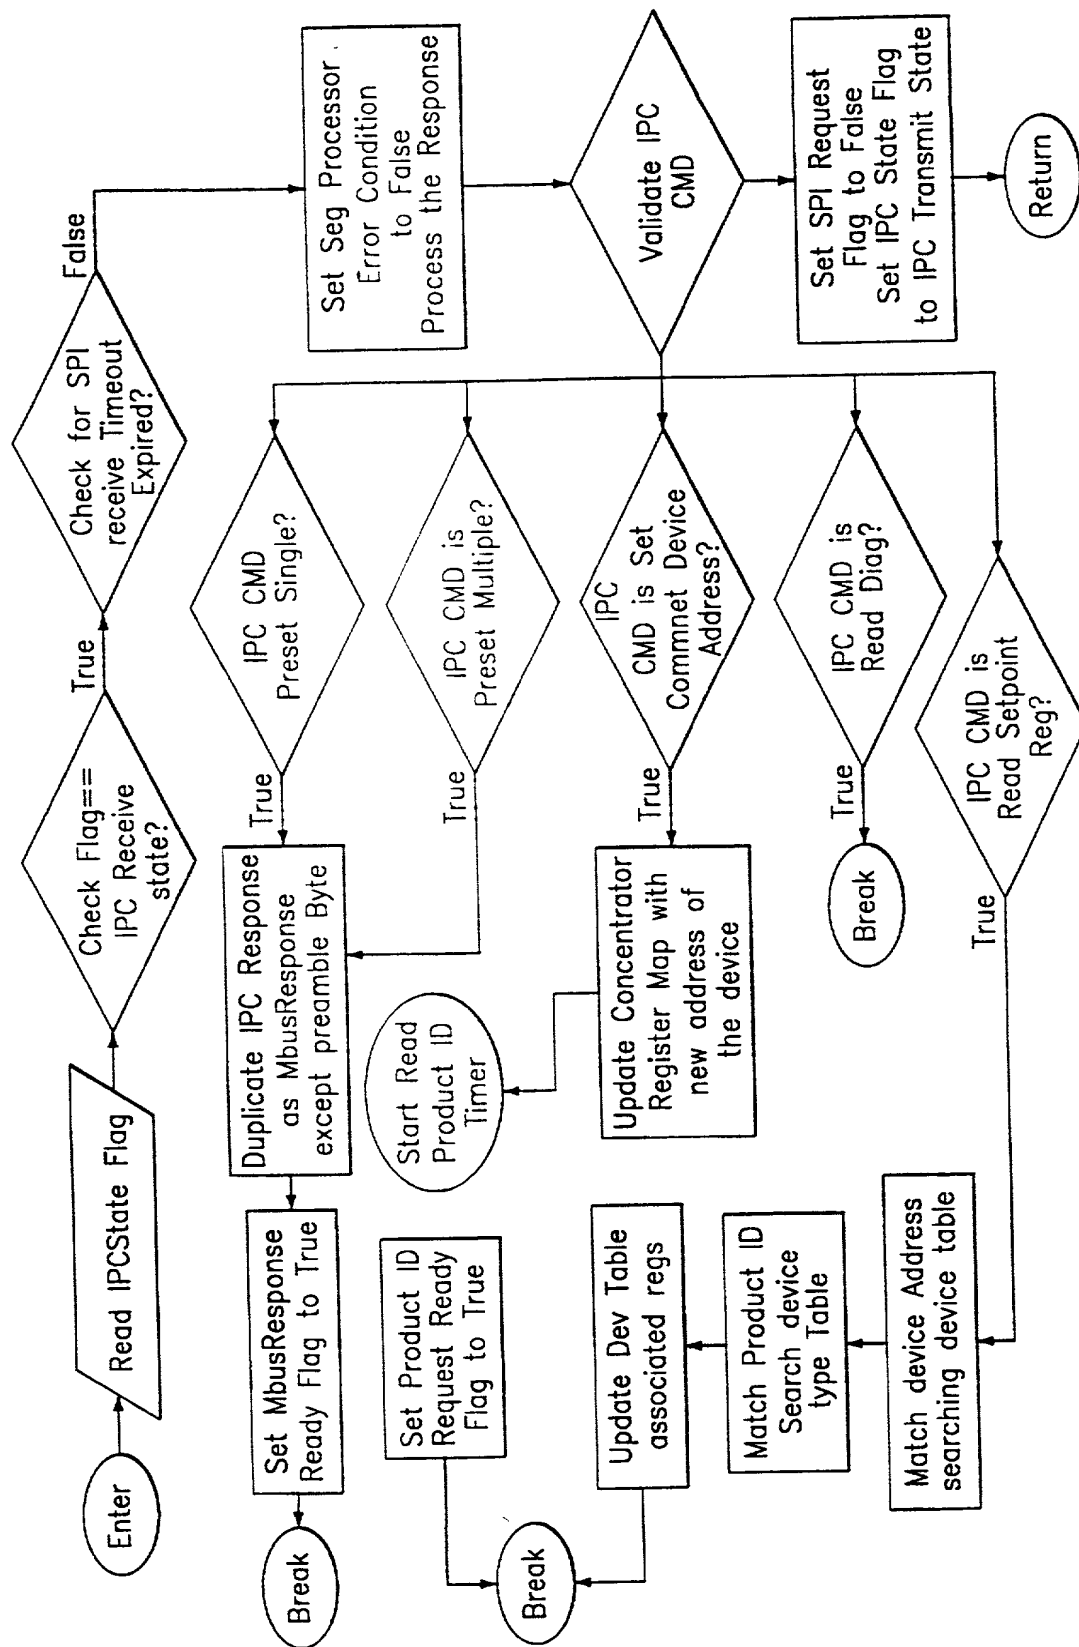 Enter
Read IPCState Flag
Check Flag==
IPC Receive
state?
True
Check for SPI
receive Timeout
Expired?
False
Set Seg Processor
Error Condition
to False
Process the Response
Validate IPC
CMD
Set SPI Request
Flag to False
Set IPC State Flag
to IPC Transmit State
Return
IPC CMD
Preset Single?
True
Duplicate IPC Response
as MbusResponse
except preamble Byte
Set MbusResponse
Ready Flag to True
Break
IPC CMD is
Preset Multiple?
True
IPC
CMD is Set
Commnet Device
Address?
True
Update Concentrator
Register Map with
new address of
the device
Start Read
Product ID
Timer
Set Product ID
Request Ready
Flag to True
Break
IPC CMD is
Read Diag?
True
Break
IPC CMD is
Read Setpoint
Reg?
True
Match device Address
searching device table
Match Product ID
Search device
type Table
Update Dev Table
associated regs